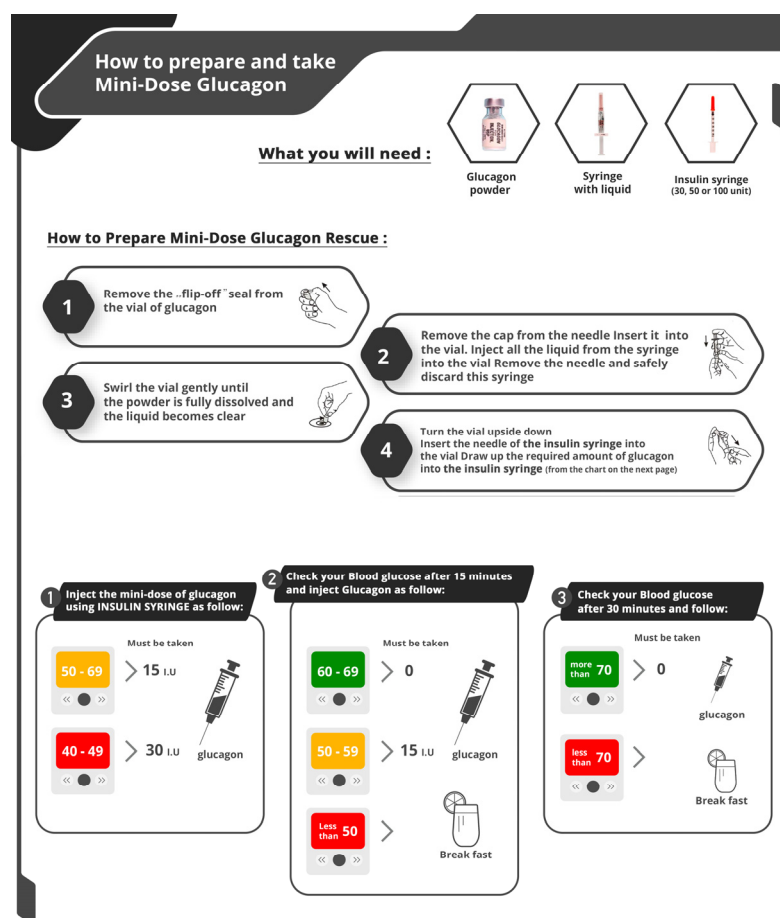 How to prepare and take
Mini-Dose Glucagon
What you will need :
Glucagon
powder
Syringe
with liquid
Insulin syringe
(30, 50 or 100 unit)
How to Prepare Mini-Dose Glucagon Rescue :
1
Remove the „flip-off” seal from
the vial of glucagon
2
Remove the cap from the needle Insert it into
the vial. Inject all the liquid from the syringe
into the vial Remove the needle and safely
discard this syringe
3
Swirl the vial gently until
the powder is fully dissolved and
the liquid becomes clear
4
Turn the vial upside down
Insert the needle of the insulin syringe into
the vial Draw up the required amount of glucagon
into the insulin syringe (from the chart on the next page)
1
Inject the mini-dose of glucagon
using INSULIN SYRINGE as follow:
Must be taken
50 - 69 > 15 I.U
40 - 49 > 30 I.U
glucagon
2
Check your Blood glucose after 15 minutes
and inject Glucagon as follow:
Must be taken
60 - 69 > 0
50 - 59 > 15 I.U
glucagon
Less
than 50 >
Break fast
3
Check your Blood glucose
after 30 minutes and follow:
Must be taken
more
than 70 > 0
glucagon
less
than 70 >
Break fast